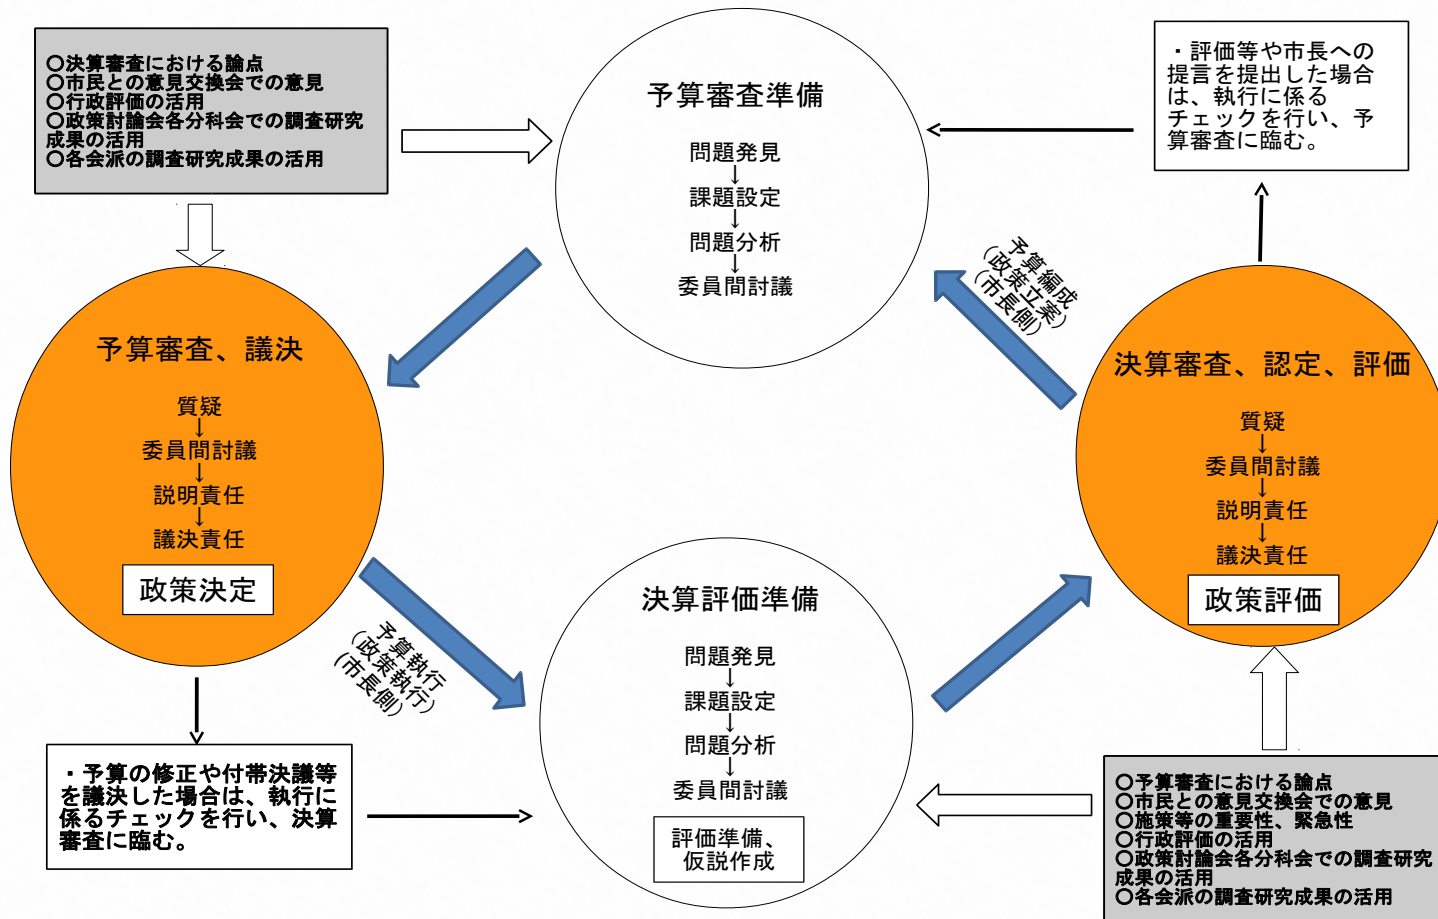 〇決算審査における論点
〇市民との意見交換会での意見
〇行政評価の活用
〇政策討論会各分科会での調査研究
成果の活用
〇各会派の調査研究成果の活用
予算審査準備
問題発見
↓
課題設定
↓
問題分析
↓
委員間討議
・評価等や市長への
提言を提出した場合
は、執行に係る
チェックを行い、予
算審査に臨む。
予算編成
（政策立案）
（市長側）
予算審査、議決
質疑
↓
委員間討議
↓
説明責任
↓
議決責任
政策決定
決算審査、認定、評価
質疑
↓
委員間討議
↓
説明責任
↓
議決責任
政策評価
予算執行
（政策執行）
（市長側）
決算評価準備
問題発見
↓
課題設定
↓
問題分析
↓
委員間討議
評価準備、
仮説作成
・予算の修正や付帯決議等
を議決した場合は、執行に
係るチェックを行い、決算
審査に臨む。
〇予算審査における論点
〇市民との意見交換会での意見
〇施策等の重要性、緊急性
〇行政評価の活用
〇政策討論会各分科会での調査研究
成果の活用
〇各会派の調査研究成果の活用